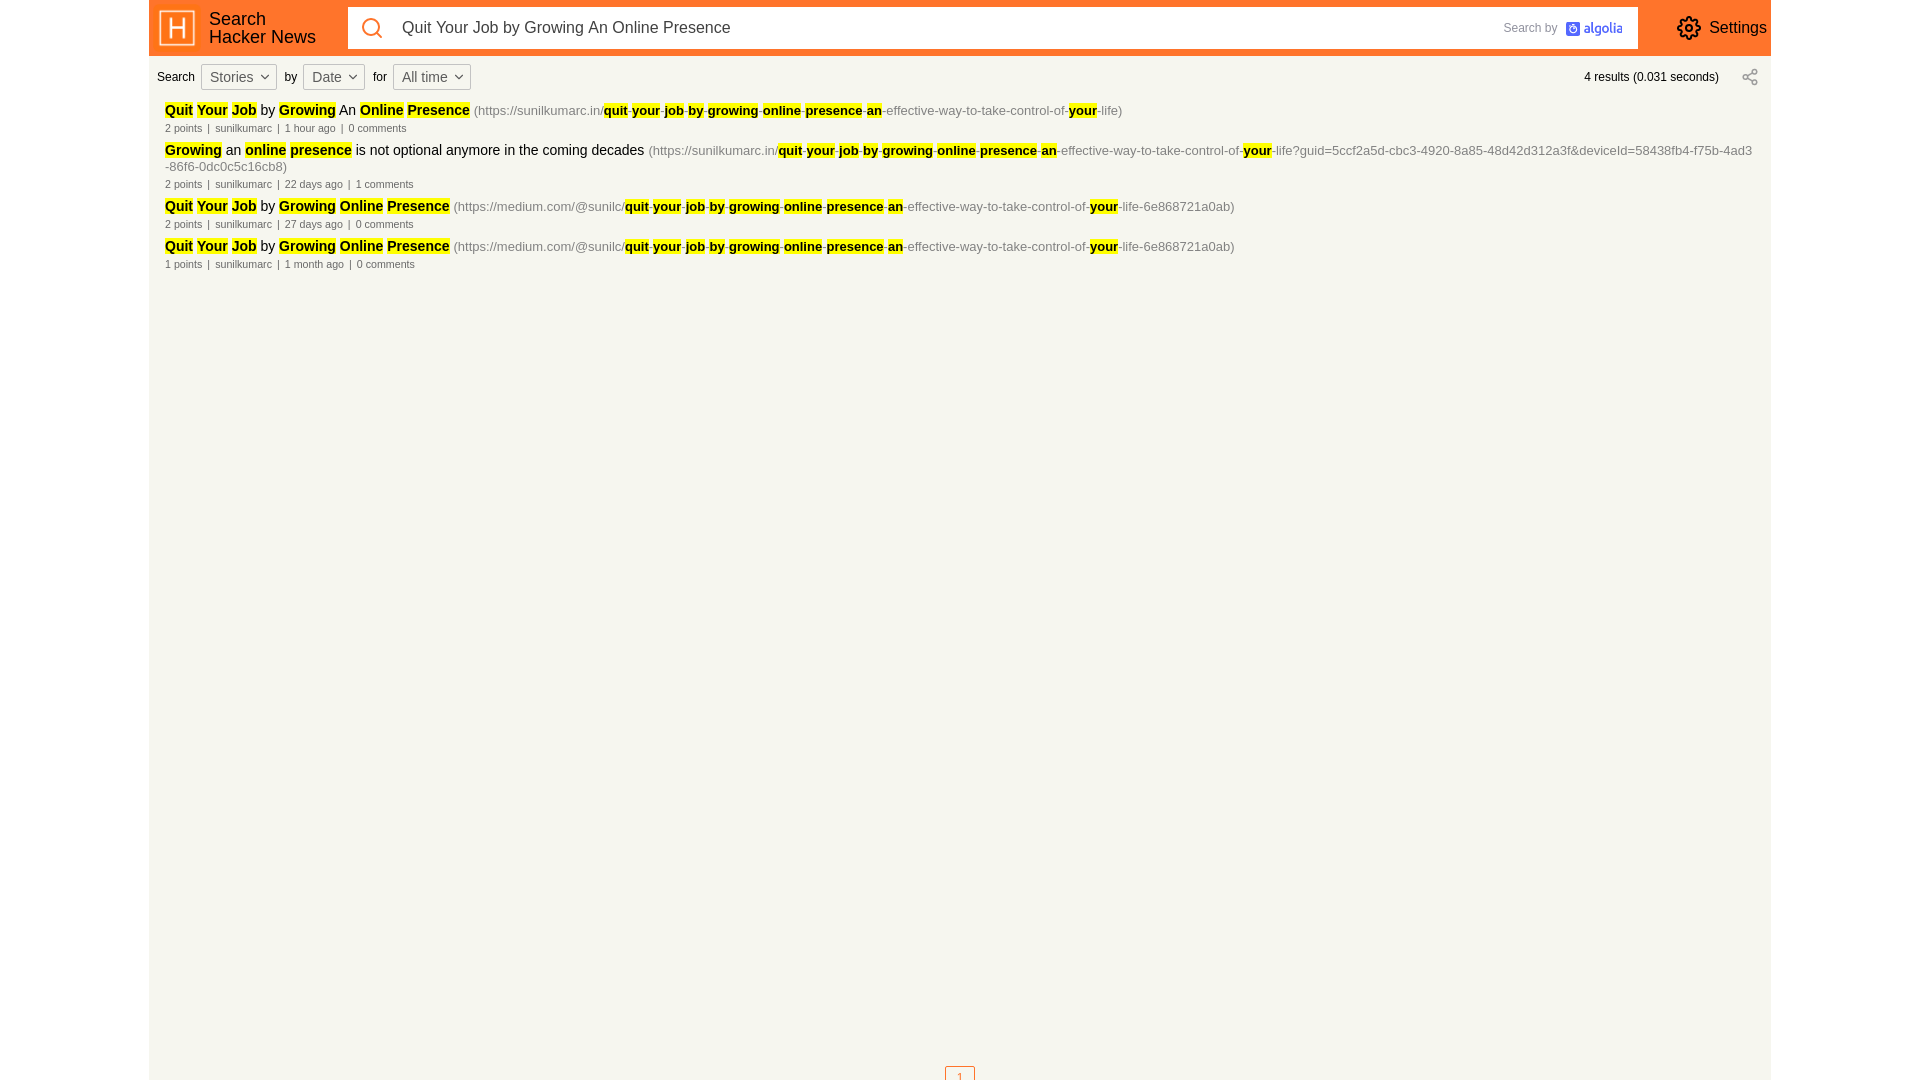 H
Search
Hacker News
Quit Your Job by Growing An Online Presence
Search by algolia
Settings
Search Stories by Date for All time
4 results (0.031 seconds)
Quit Your Job by Growing An Online Presence (https://sunilkumarc.in/quit-your-job-by-growing-online-presence-an-effective-way-to-take-control-of-your-life)
2 points | sunilkumarc | 1 hour ago | 0 comments
Growing an online presence is not optional anymore in the coming decades (https://sunilkumarc.in/quit-your-job-by-growing-online-presence-an-effective-way-to-take-control-of-your-life?guid=5ccf2a5d-cbc3-4920-8a85-48d42d312a3f&deviceId=58438fb4-f75b-4ad3
-86f6-0dc0c5c16cb8)
2 points | sunilkumarc | 22 days ago | 1 comments
Quit Your Job by Growing Online Presence (https://medium.com/@sunilc/quit-your-job-by-growing-online-presence-an-effective-way-to-take-control-of-your-life-6e868721a0ab)
2 points | sunilkumarc | 27 days ago | 0 comments
Quit Your Job by Growing Online Presence (https://medium.com/@sunilc/quit-your-job-by-growing-online-presence-an-effective-way-to-take-control-of-your-life-6e868721a0ab)
1 points | sunilkumarc | 1 month ago | 0 comments
1